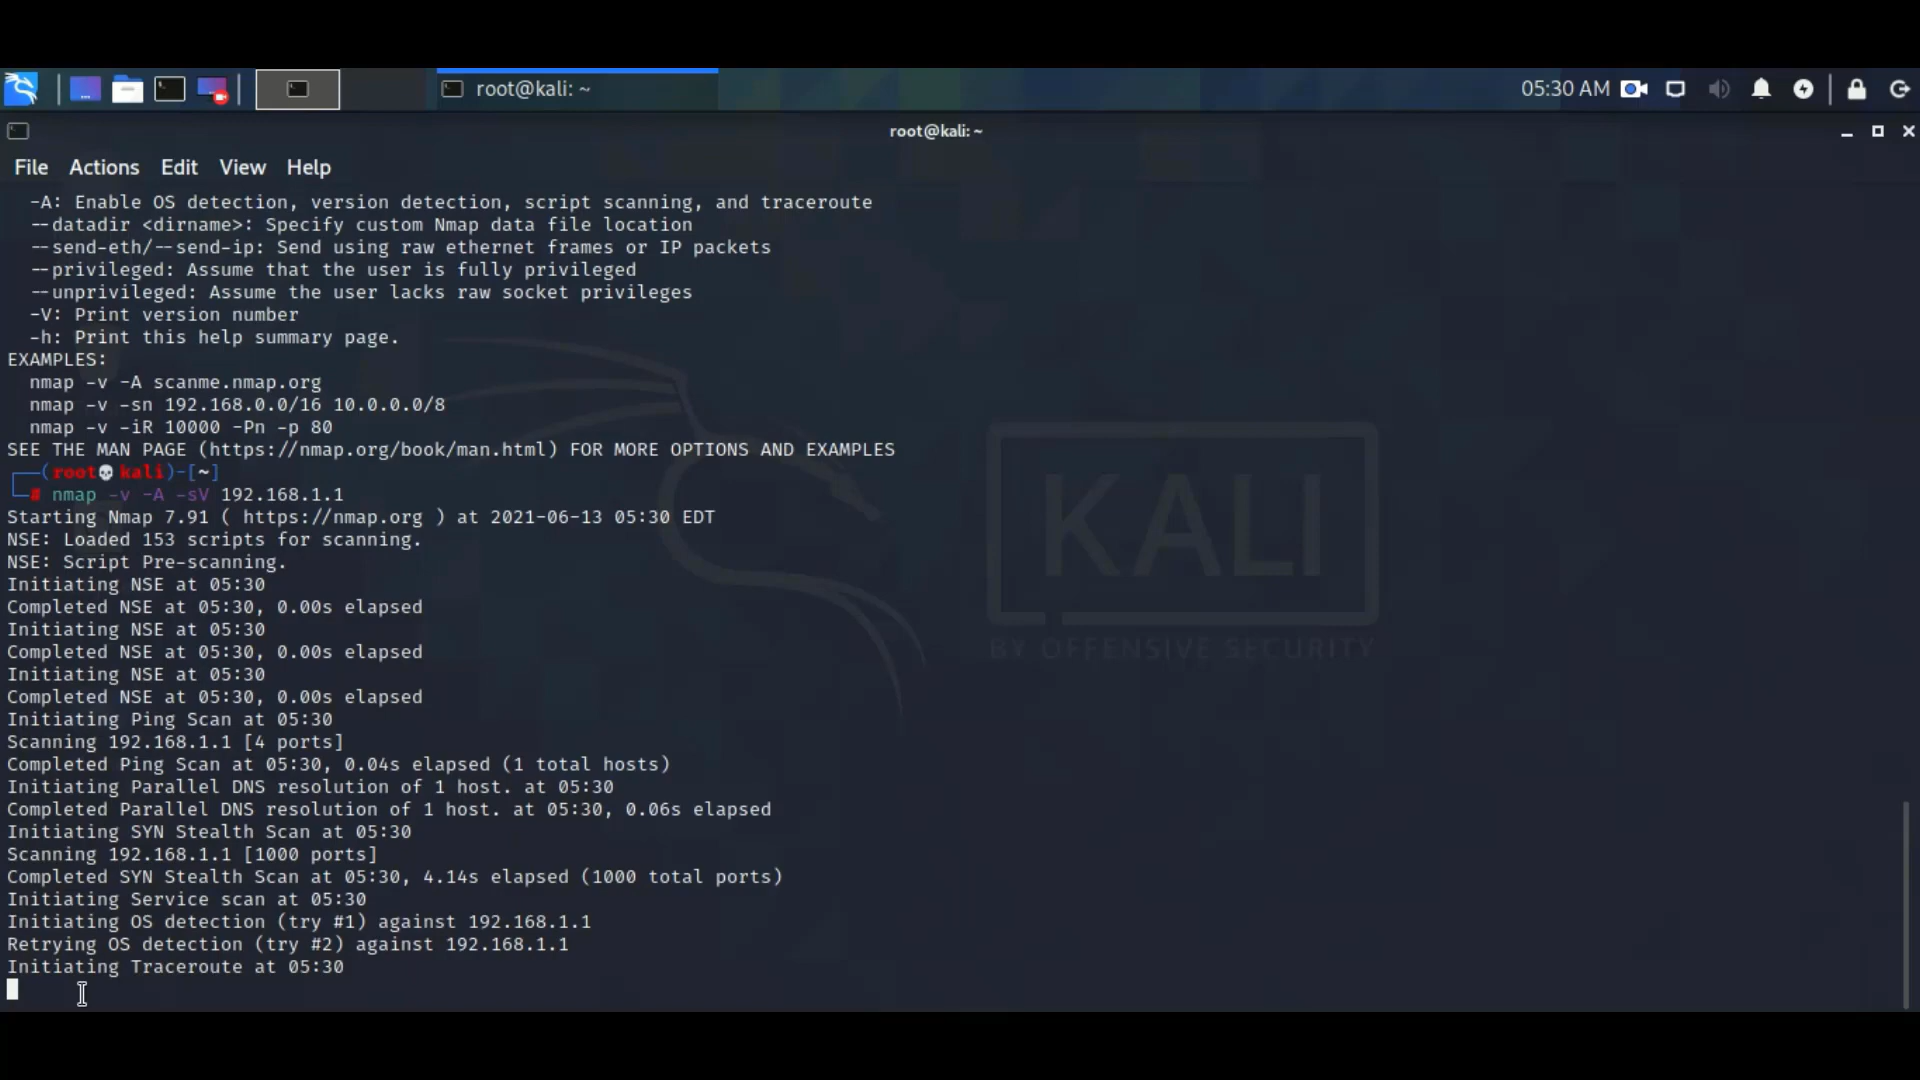 root@kali: ~
05:30 AM
root@kali: ~
File Actions Edit View Help
-A: Enable OS detection, version detection, script scanning, and traceroute
--datadir <dirname>: Specify custom Nmap data file location
--send-eth/--send-ip: Send using raw ethernet frames or IP packets
--privileged: Assume that the user is fully privileged
--unprivileged: Assume the user lacks raw socket privileges
-V: Print version number
-h: Print this help summary page.
EXAMPLES:
nmap -v -A scanme.nmap.org
nmap -v -sn 192.168.0.0/16 10.0.0.0/8
nmap -v -iR 10000 -Pn -p 80
SEE THE MAN PAGE (https://nmap.org/book/man.html) FOR MORE OPTIONS AND EXAMPLES
┌──(root💀kali)-[~]
└─# nmap -v -A -sV 192.168.1.1
Starting Nmap 7.91 ( https://nmap.org ) at 2021-06-13 05:30 EDT
NSE: Loaded 153 scripts for scanning.
NSE: Script Pre-scanning.
Initiating NSE at 05:30
Completed NSE at 05:30, 0.00s elapsed
Initiating NSE at 05:30
Completed NSE at 05:30, 0.00s elapsed
Initiating NSE at 05:30
Completed NSE at 05:30, 0.00s elapsed
Initiating Ping Scan at 05:30
Scanning 192.168.1.1 [4 ports]
Completed Ping Scan at 05:30, 0.04s elapsed (1 total hosts)
Initiating Parallel DNS resolution of 1 host. at 05:30
Completed Parallel DNS resolution of 1 host. at 05:30, 0.06s elapsed
Initiating SYN Stealth Scan at 05:30
Scanning 192.168.1.1 [1000 ports]
Completed SYN Stealth Scan at 05:30, 4.14s elapsed (1000 total ports)
Initiating Service scan at 05:30
Initiating OS detection (try #1) against 192.168.1.1
Retrying OS detection (try #2) against 192.168.1.1
Initiating Traceroute at 05:30
KALI
BY OFFENSIVE SECURITY